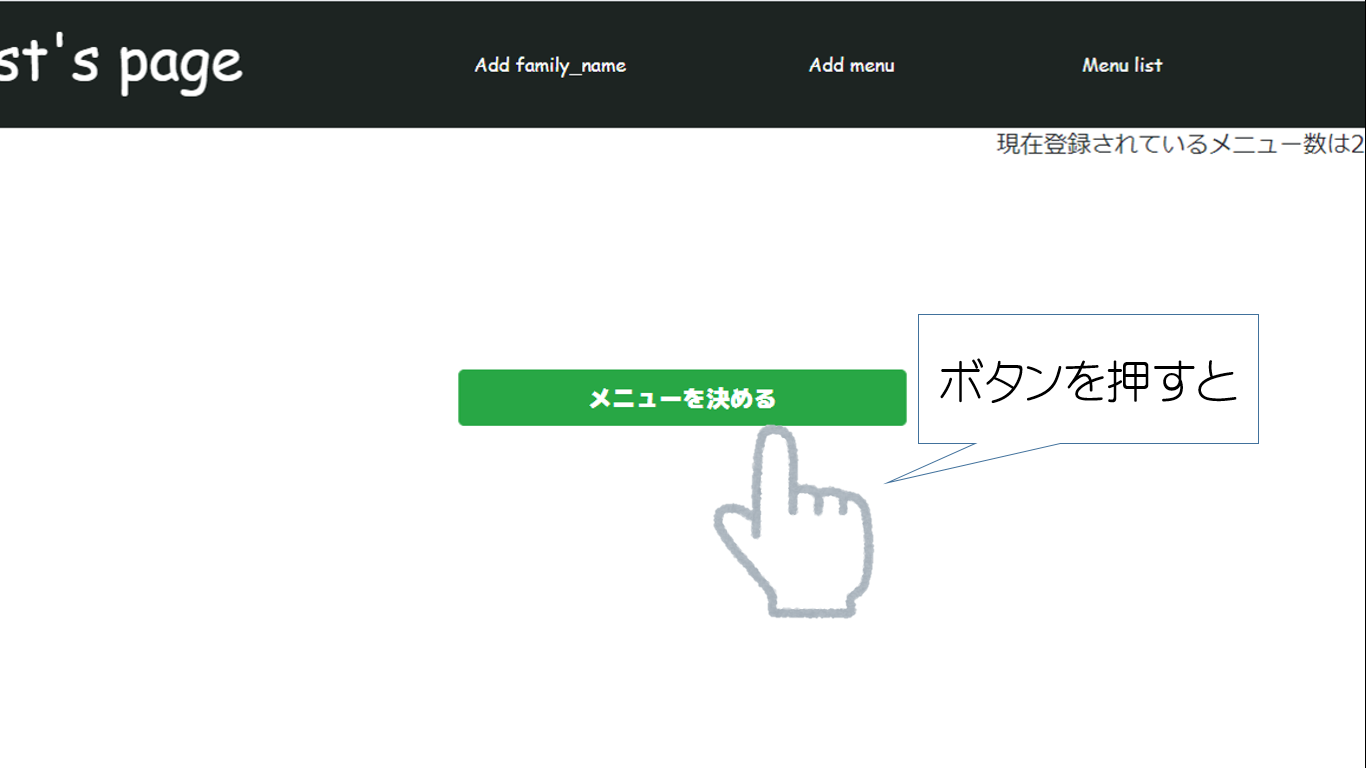 st's page
Add family_name
Add menu
Menu list
現在登録されているメニュー数は2
メニューを決める
ボタンを押すと